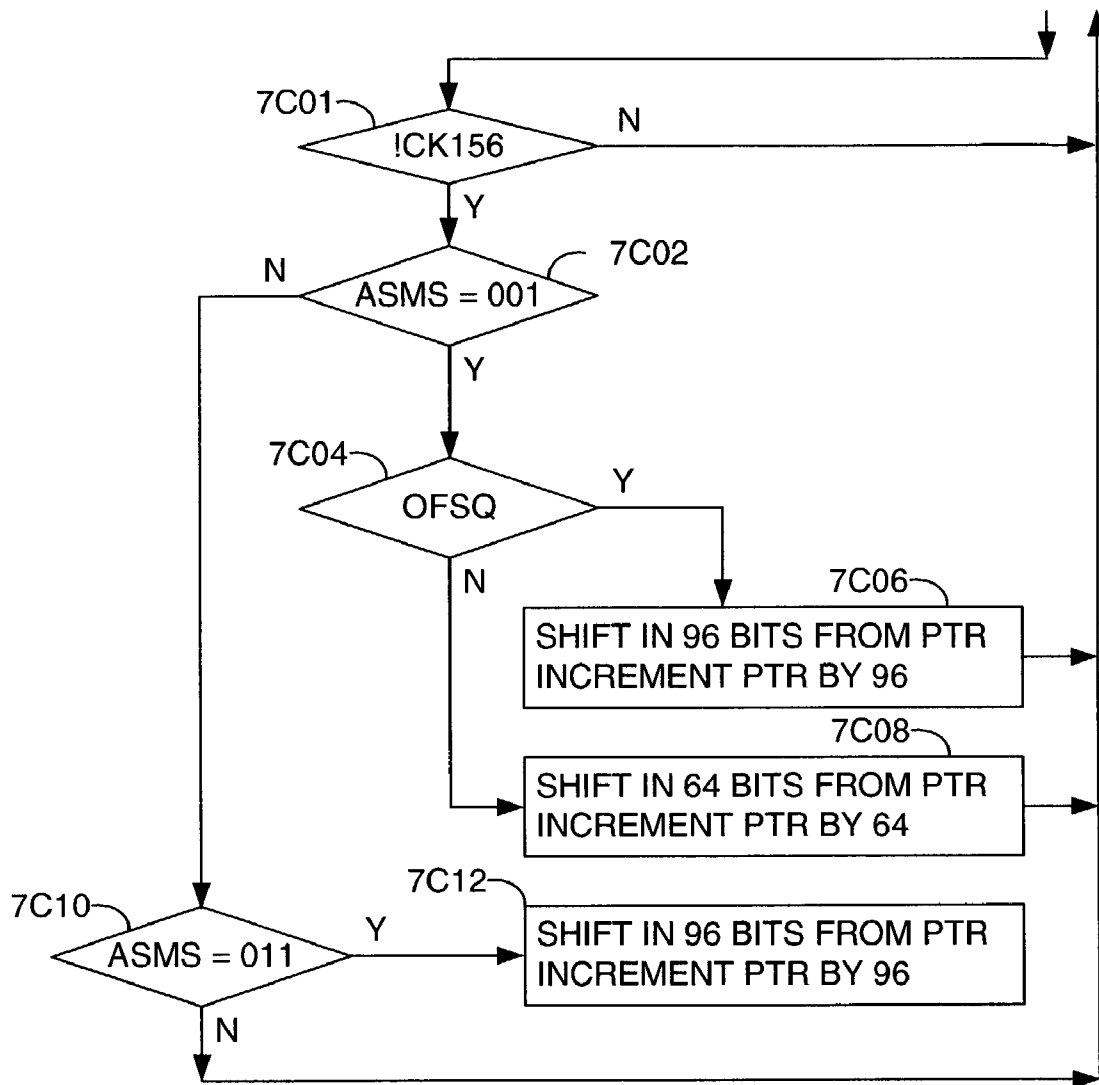 7C01
!CK156
N
Y
7C02
N
ASMS = 001
Y
7C04
OFSQ
Y
N
7C06
SHIFT IN 96 BITS FROM PTR
INCREMENT PTR BY 96
7C08
SHIFT IN 64 BITS FROM PTR
INCREMENT PTR BY 64
7C10
ASMS = 011
Y
N
7C12
SHIFT IN 96 BITS FROM PTR
INCREMENT PTR BY 96